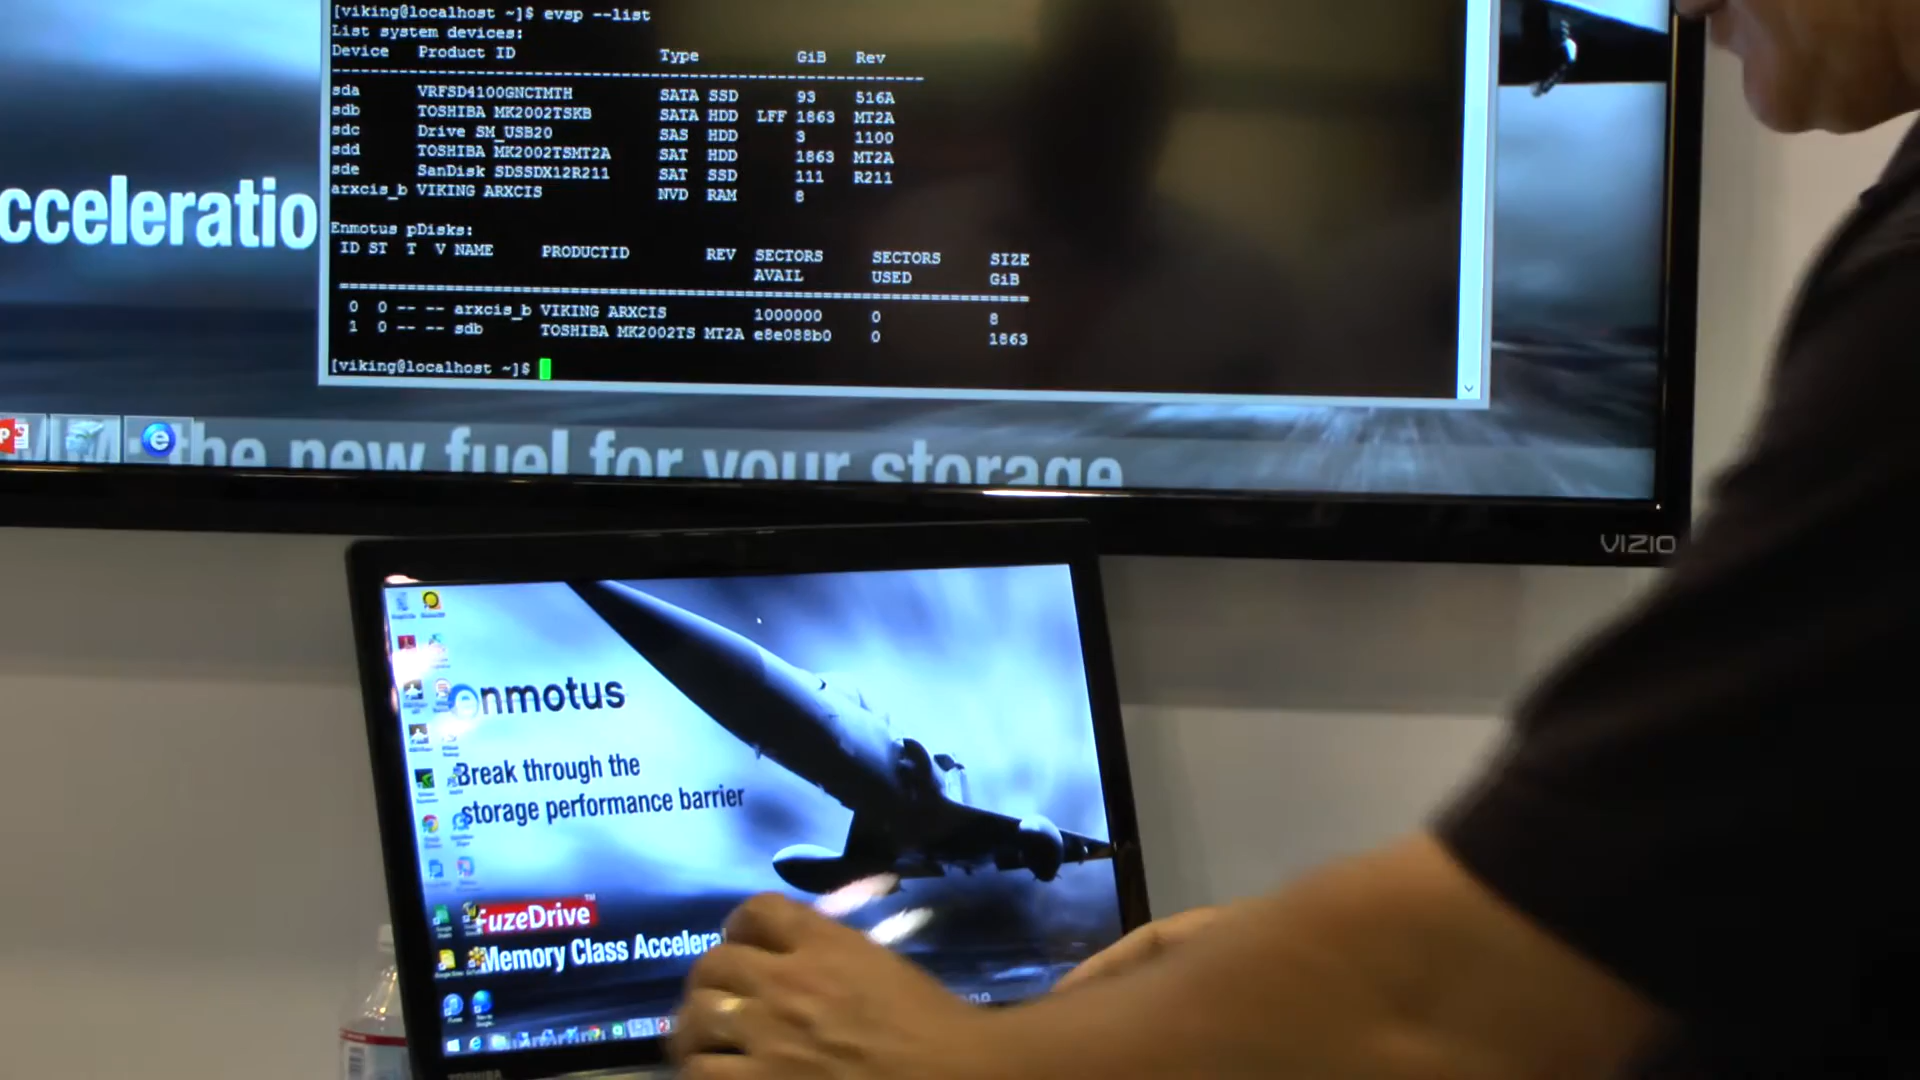 [viking@localhost ~]$ evsp --list
List system devices:
Device Product ID Type GiB Rev
sda VRFSD4100GNCTMTH SATA SSD 93 516A
sdb TOSHIBA MK2002TSKB SATA HDD LFF 1863 MT2A
sdc Drive SM_USB20 SAS HDD 3 1100
sdd TOSHIBA MK2002TSMT2A SAT HDD 1863 MT2A
sde SanDisk SDSSDX12R211 SAT SSD 111 R211
arxcis_b VIKING ARXCIS NVD RAM 8
Enmotus pDisks:
ID ST T V NAME PRODUCTID REV SECTORS SECTORS SIZE
AVAIL USED GiB
0 0 -- -- arxcis_b VIKING ARXCIS 1000000 0 8
1 0 -- -- sdb TOSHIBA MK2002TS MT2A e8e088b0 0 1863
[viking@localhost ~]$
cceleratio
the new fuel for your storage
VIZIO
enmotus
Break through the
storage performance barrier
FuzeDrive™
Memory Class Accelera
TOSHIBA